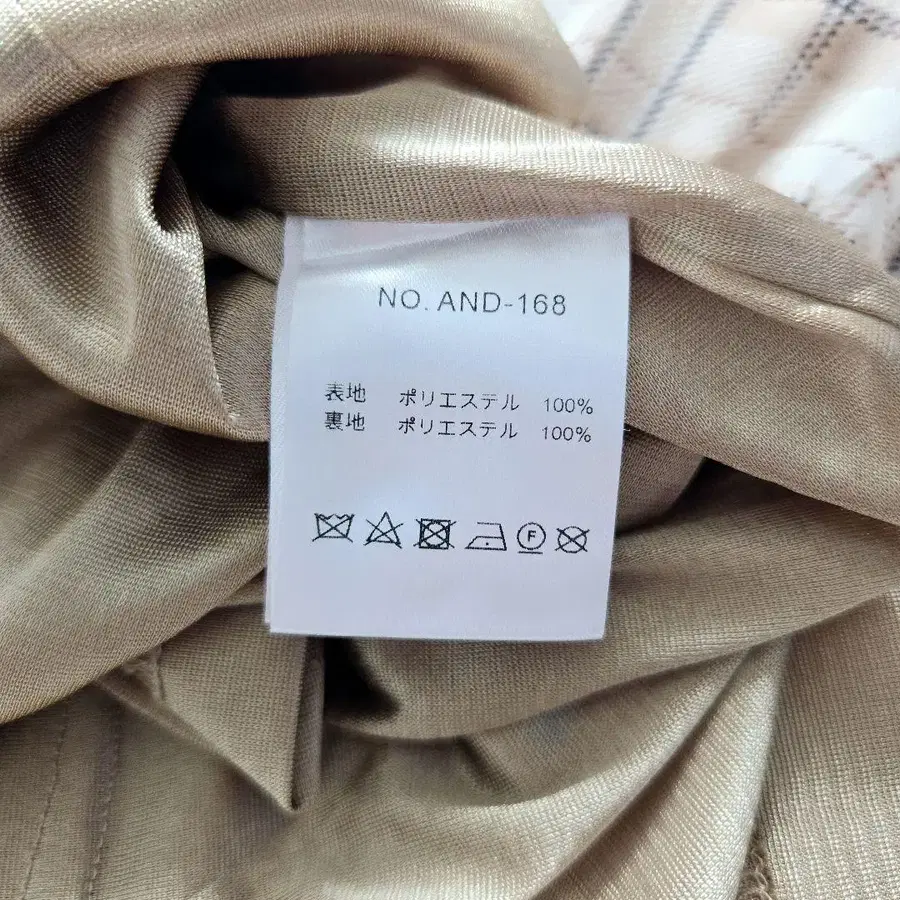 NO. AND-168
表地 ポリエステル 100%
裏地 ポリエステル 100%
F